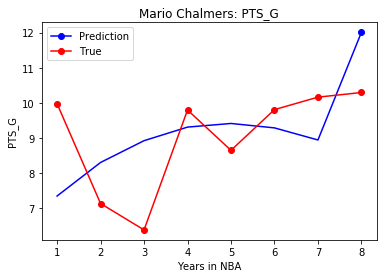 Mario Chalmers: PTS_G
Prediction
True
12
11
10
9
8
7
PTS_G
1 2 3 4 5 6 7 8
Years in NBA